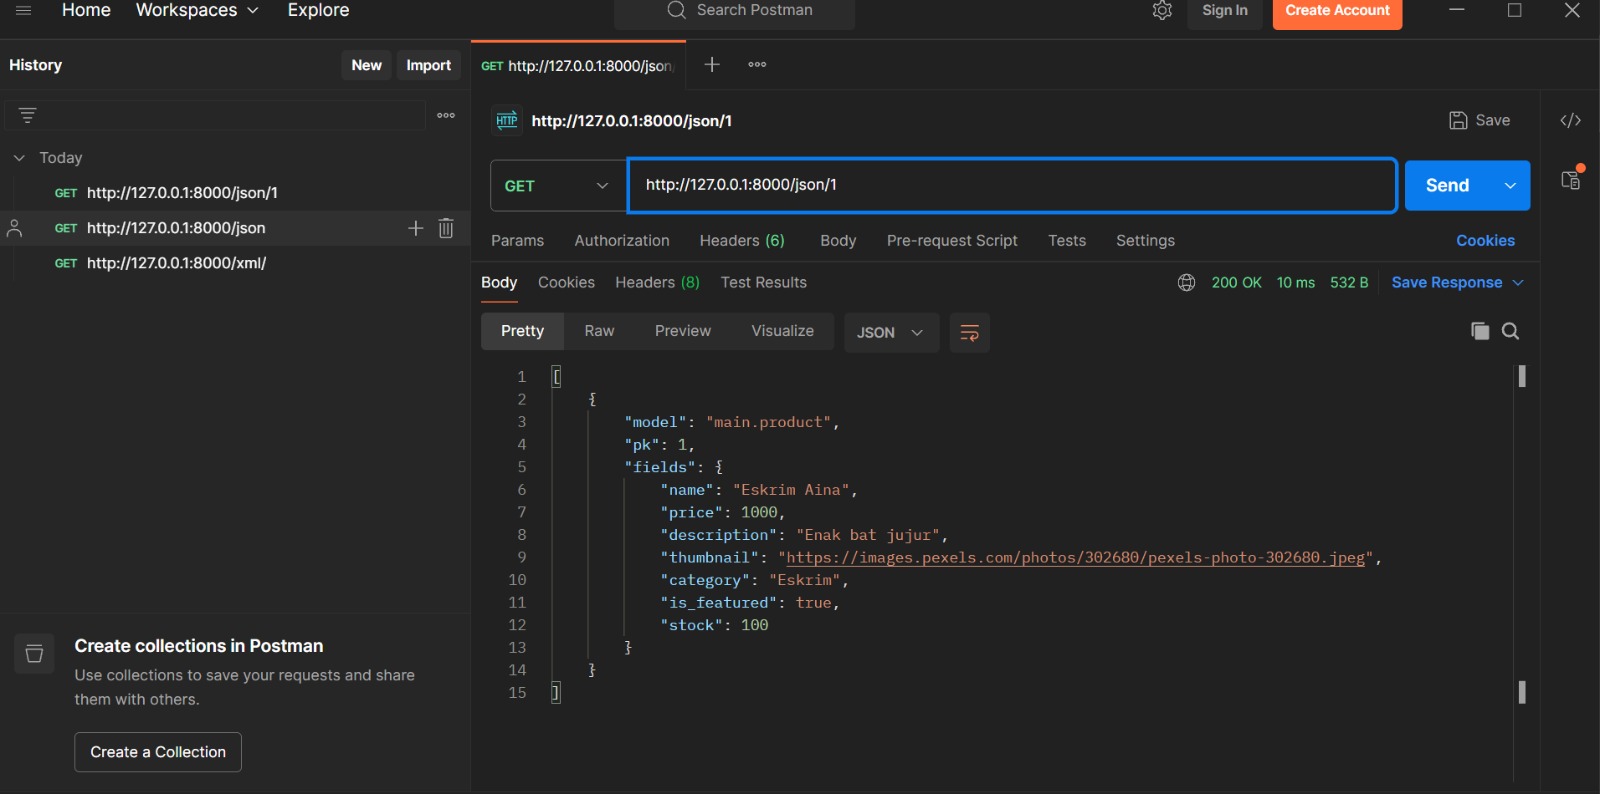 Home Workspaces Explore Search Postman Sign In Create Account
History New Import
GET http://127.0.0.1:8000/json
http://127.0.0.1:8000/json/1 Save
Today
GET http://127.0.0.1:8000/json/1
GET http://127.0.0.1:8000/json
GET http://127.0.0.1:8000/xml/
Create collections in Postman
Use collections to save your requests and share
them with others.
Create a Collection
GET http://127.0.0.1:8000/json/1 Send
Params Authorization Headers (6) Body Pre-request Script Tests Settings Cookies
Body Cookies Headers (8) Test Results 200 OK 10 ms 532 B Save Response
Pretty Raw Preview Visualize JSON
1 [
2 {
3 "model": "main.product",
4 "pk": 1,
5 "fields": {
6 "name": "Eskrim Aina",
7 "price": 1000,
8 "description": "Enak bat jujur",
9 "thumbnail": "https://images.pexels.com/photos/302680/pexels-photo-302680.jpeg",
10 "category": "Eskrim",
11 "is_featured": true,
12 "stock": 100
13 }
14 }
15 ]